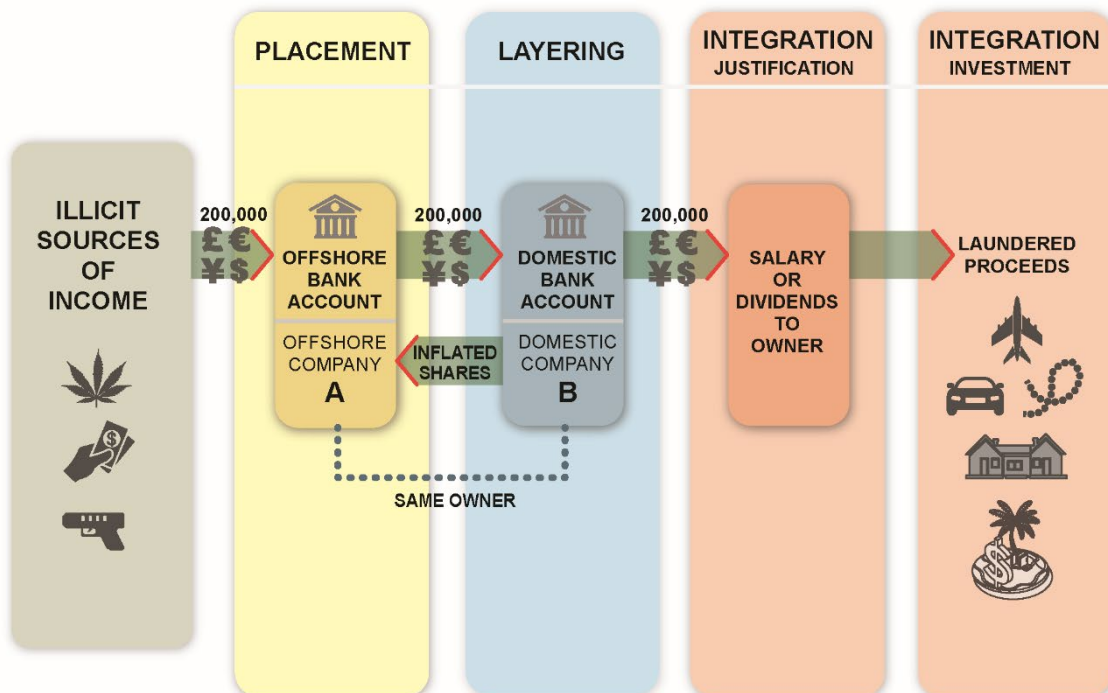 PLACEMENT
LAYERING
INTEGRATION
JUSTIFICATION
INTEGRATION
INVESTMENT
ILLICIT
SOURCES
OF
INCOME
200,000
£ €
¥ $
OFFSHORE
BANK
ACCOUNT
OFFSHORE
COMPANY
A
200,000
£ €
¥ $
INFLATED
SHARES
DOMESTIC
BANK
ACCOUNT
DOMESTIC
COMPANY
B
SAME OWNER
200,000
£ €
¥ $
SALARY
OR
DIVIDENDS
TO
OWNER
LAUNDERED
PROCEEDS
$
$